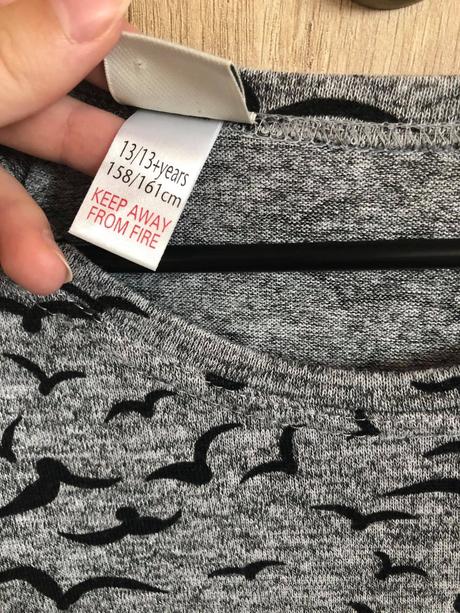 13/13+years
158/161cm
KEEP AWAY
FROM FIRE